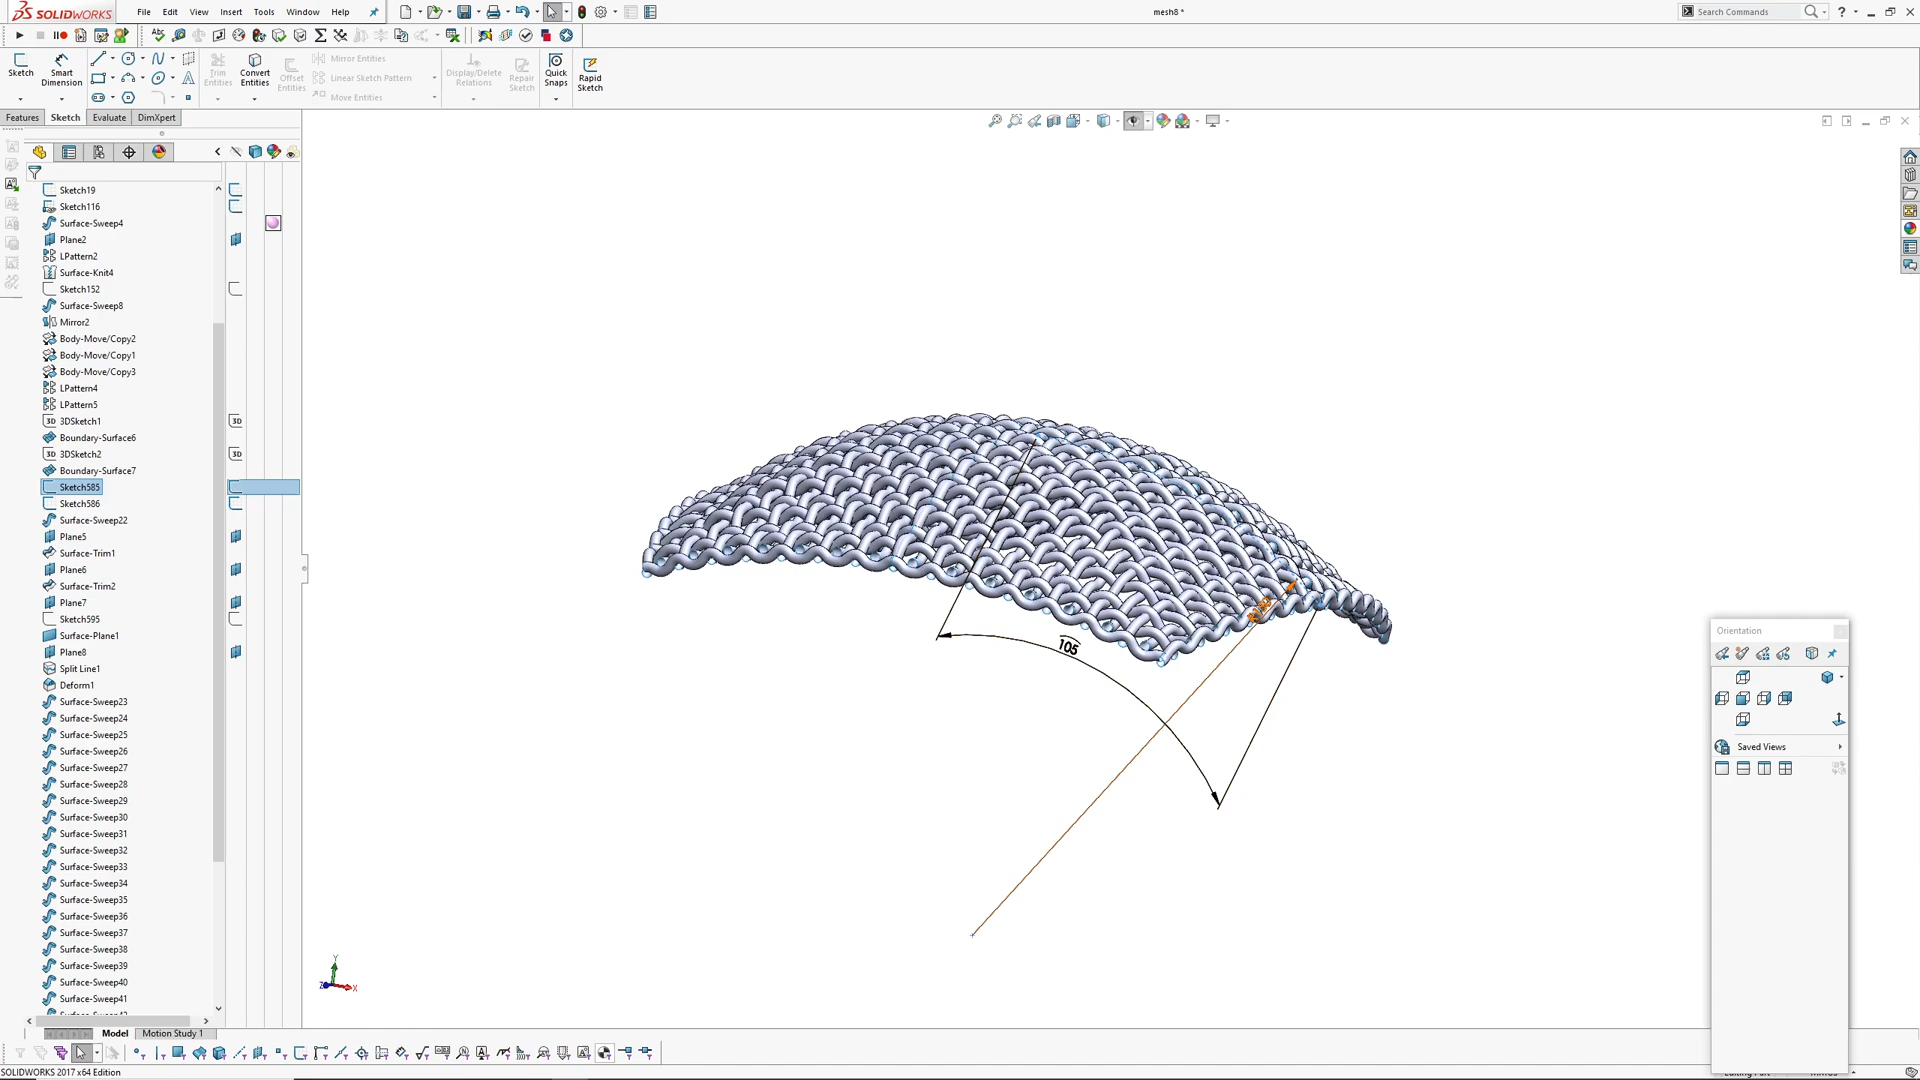 SOLIDWORKS File Edit View Insert Tools Window Help mesh8 * Search Commands
Sketch Smart Dimension Trim Entities Convert Entities Offset Entities Mirror Entities Linear Sketch Pattern Move Entities Display/Delete Relations Repair Sketch Quick Snaps Rapid Sketch
Features Sketch Evaluate DimXpert
Sketch19
Sketch116
Surface-Sweep4
Plane2
LPattern2
Surface-Knit4
Sketch152
Surface-Sweep8
Mirror2
Body-Move/Copy2
Body-Move/Copy1
Body-Move/Copy3
LPattern4
LPattern5
3D 3DSketch1 3D
Boundary-Surface6
3D 3DSketch2 3D
Boundary-Surface7
Sketch585
Sketch586
Surface-Sweep22
Plane5
Surface-Trim1
Plane6
Surface-Trim2
Plane7
Sketch595
Surface-Plane1
Plane8
Split Line1
Deform1
Surface-Sweep23
Surface-Sweep24
Surface-Sweep25
Surface-Sweep26
Surface-Sweep27
Surface-Sweep28
Surface-Sweep29
Surface-Sweep30
Surface-Sweep31
Surface-Sweep32
Surface-Sweep33
Surface-Sweep34
Surface-Sweep35
Surface-Sweep36
Surface-Sweep37
Surface-Sweep38
Surface-Sweep39
Surface-Sweep40
Surface-Sweep41
105
Y
Z X
Orientation
Saved Views
Model Motion Study 1
SOLIDWORKS 2017 x64 Edition